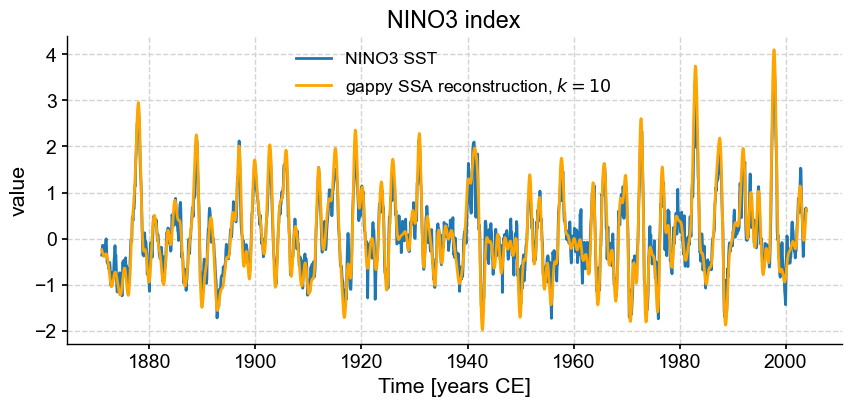 NINO3 index
NINO3 SST
gappy SSA reconstruction, k = 10
value
4
3
2
1
0
−1
−2
1880 1900 1920 1940 1960 1980 2000
Time [years CE]